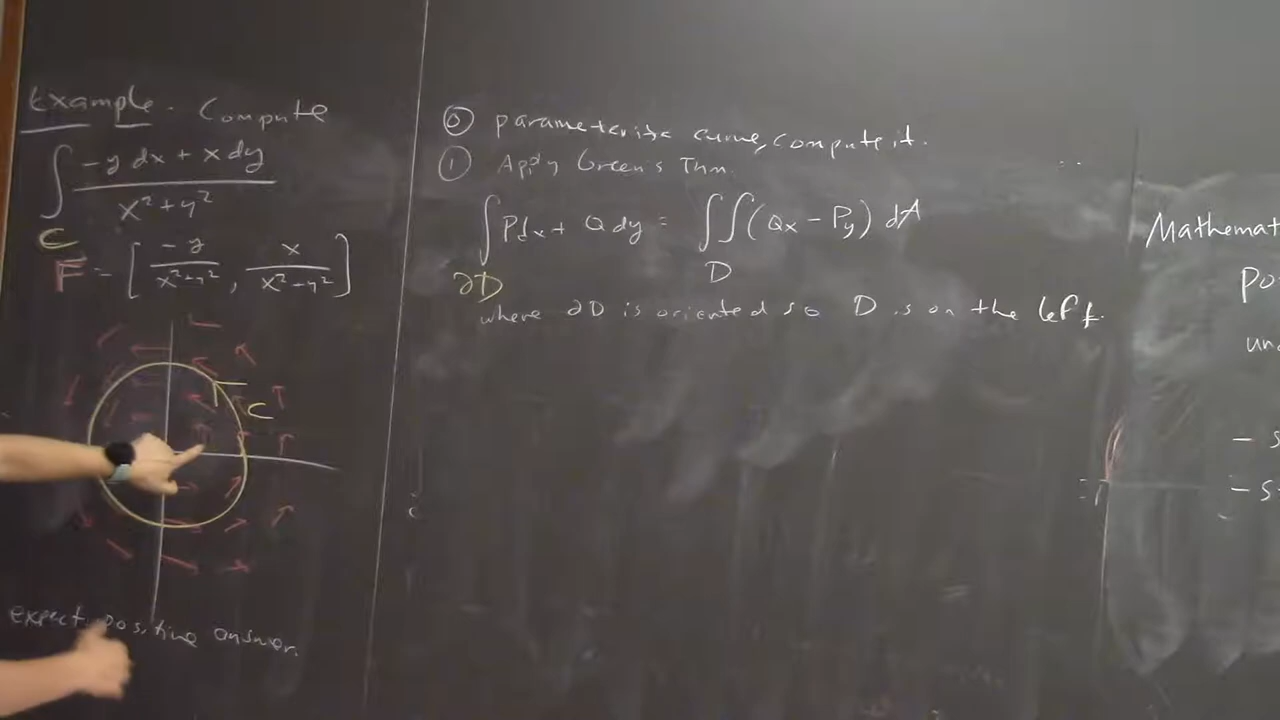 Example. Compute
∫ (-y dx + x dy) / (x² + y²)
C
F = [ -y / (x²+y²) , x / (x²+y²) ]
C
expect positive answer.
⓪ parameterize curve, compute it.
① Apply Green's Thm.
∫ Pdx + Q dy = ∬ (Qx - Py) dA
∂D D
where ∂D is oriented so D is on the left.
Mathemat
Po
un
- s
- s